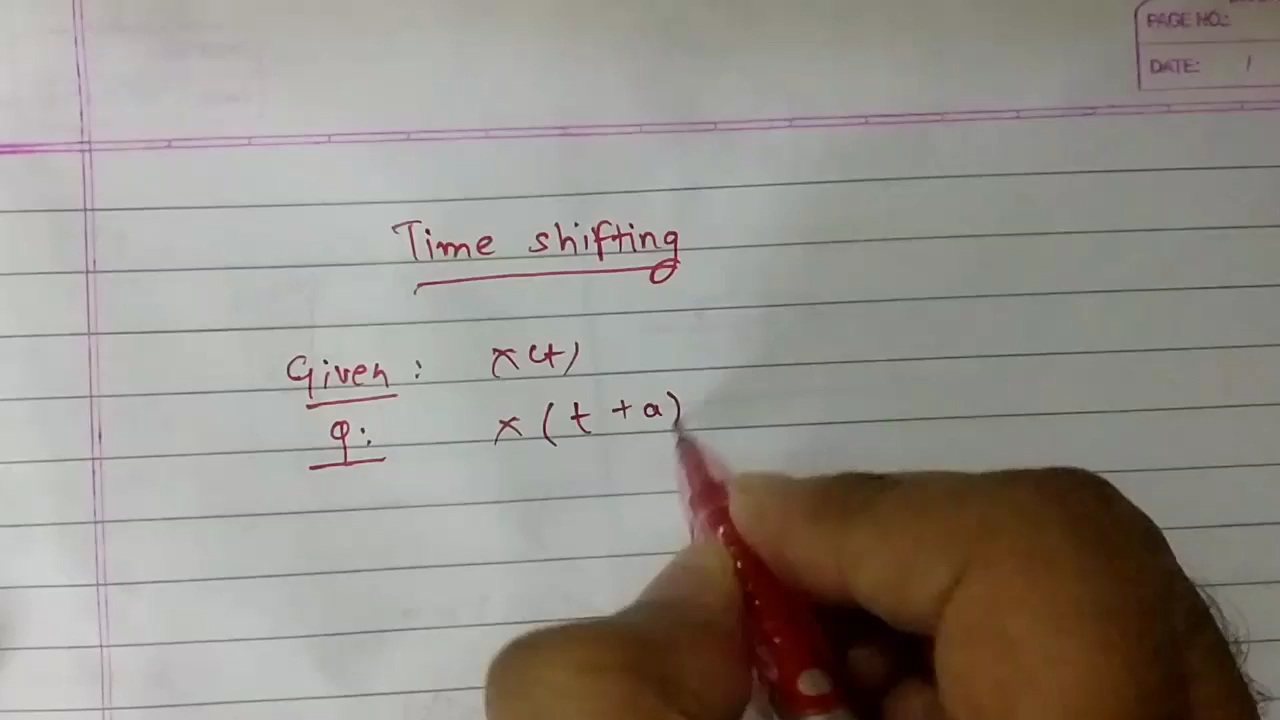 PAGE NO.:
DATE: /
Time shifting
Given : x(t)
Q: x(t+a)